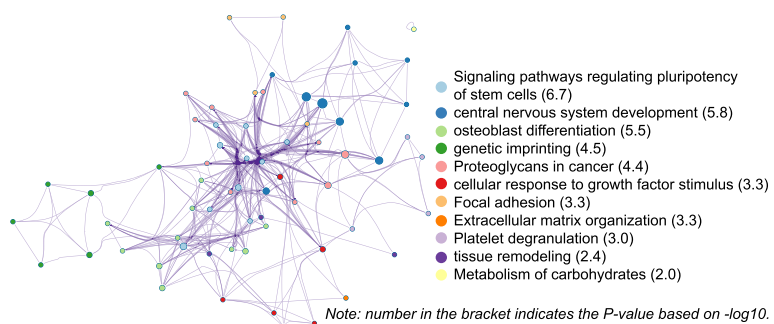 Signaling pathways regulating pluripotency
of stem cells (6.7)
central nervous system development (5.8)
osteoblast differentiation (5.5)
genetic imprinting (4.5)
Proteoglycans in cancer (4.4)
cellular response to growth factor stimulus (3.3)
Focal adhesion (3.3)
Extracellular matrix organization (3.3)
Platelet degranulation (3.0)
tissue remodeling (2.4)
Metabolism of carbohydrates (2.0)
Note: number in the bracket indicates the P-value based on -log10.